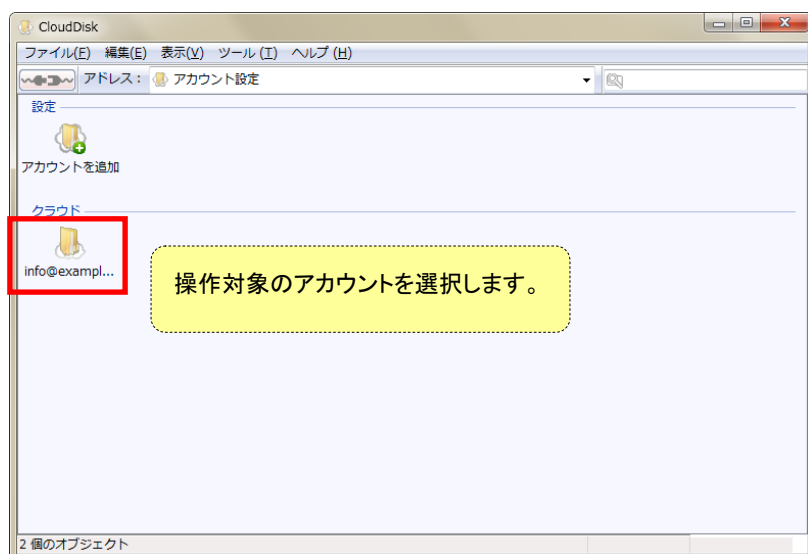 CloudDisk
ファイル(F) 編集(E) 表示(V) ツール(T) ヘルプ(H)
アドレス: アカウント設定
設定
アカウントを追加
クラウド
info@exampl...
操作対象のアカウントを選択します。
2 個のオブジェクト